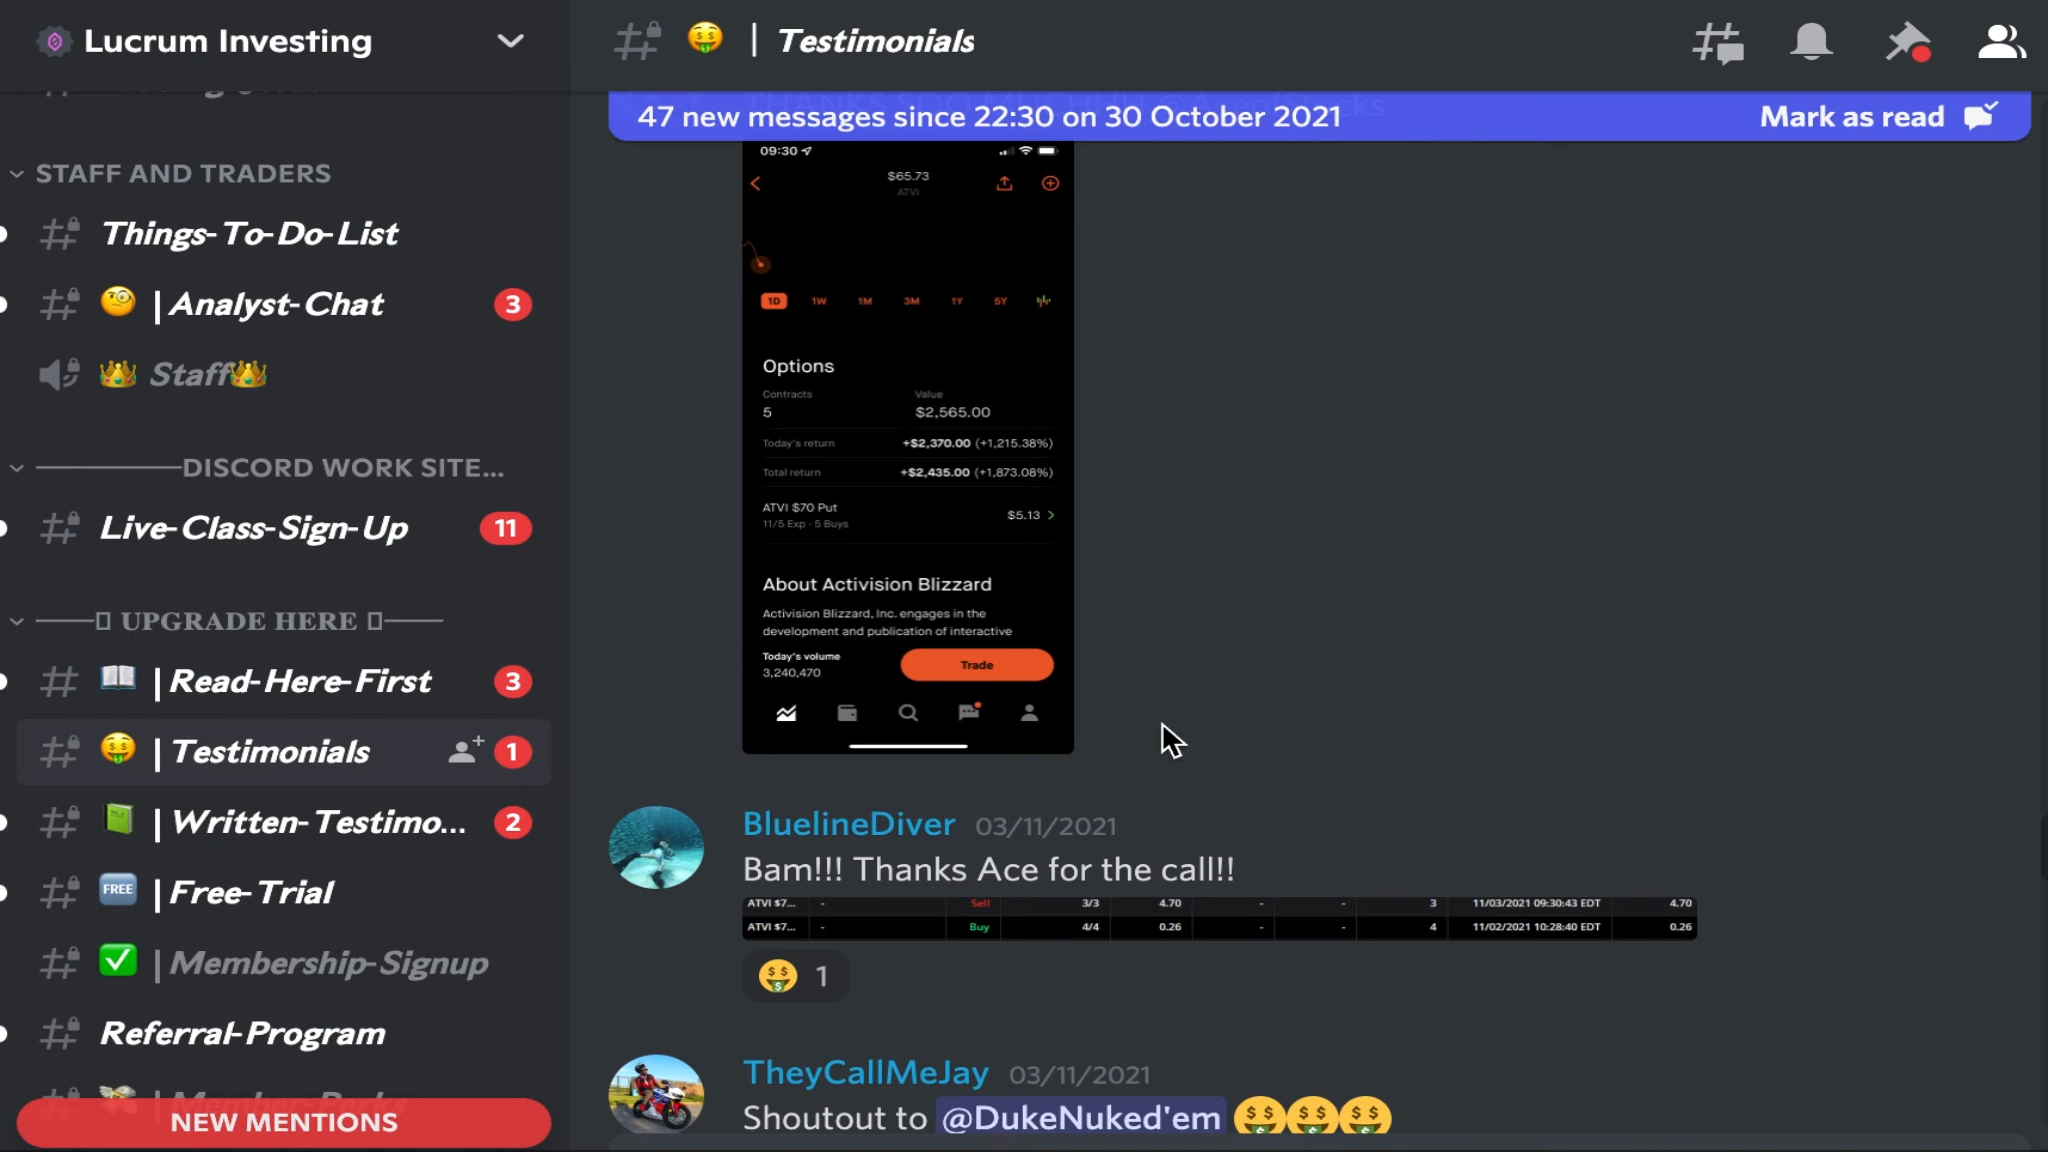 Lucrum Investing
STAFF AND TRADERS
Things-To-Do-List
| Analyst-Chat
3
Staff
DISCORD WORK SITE...
Live-Class-Sign-Up
11
UPGRADE HERE
| Read-Here-First
3
| Testimonials
1
| Written-Testimo...
2
FREE
| Free-Trial
| Membership-Signup
Referral-Program
| Member-Perks
NEW MENTIONS
| Testimonials
47 new messages since 22:30 on 30 October 2021
Mark as read
09:30
$65.73
ATVI
1D 1W 1M 3M 1Y 5Y
Options
Contracts Value
5 $2,565.00
Today's return +$2,370.00 (+1,215.38%)
Total return +$2,435.00 (+1,873.08%)
ATVI $70 Put
11/5 Exp · 5 Buys
$5.13 >
About Activision Blizzard
Activision Blizzard, Inc. engages in the
development and publication of interactive
Today's volume
3,240,470
Trade
BluelineDiver 03/11/2021
Bam!!! Thanks Ace for the call!!
ATVI $7... - Sell 3/3 4.70 - - 3 11/03/2021 09:30:43 EDT 4.70
ATVI $7... - Buy 4/4 0.26 - - 4 11/02/2021 10:28:40 EDT 0.26
1
TheyCallMeJay 03/11/2021
Shoutout to @DukeNuked'em